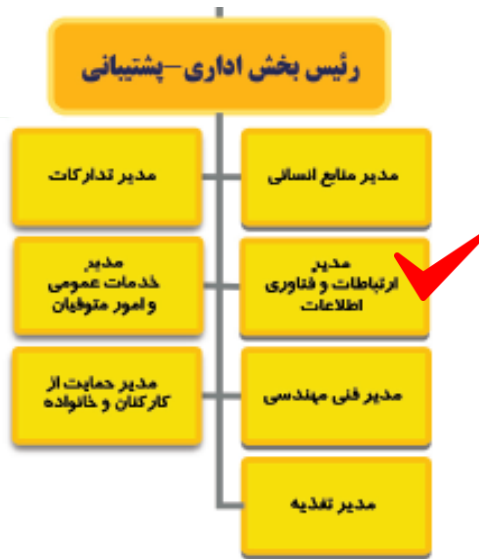 رئیس بخش اداری-پشتیبانی
مدیر منابع انسانی
مدیر تدارکات
مدیر
ارتباطات و فناوری
اطلاعات
مدیر
خدمات عمومی
و امور متوفیان
مدیر فنی مهندسی
مدیر حمایت از
کارکنان و خانواده
مدیر تغذیه